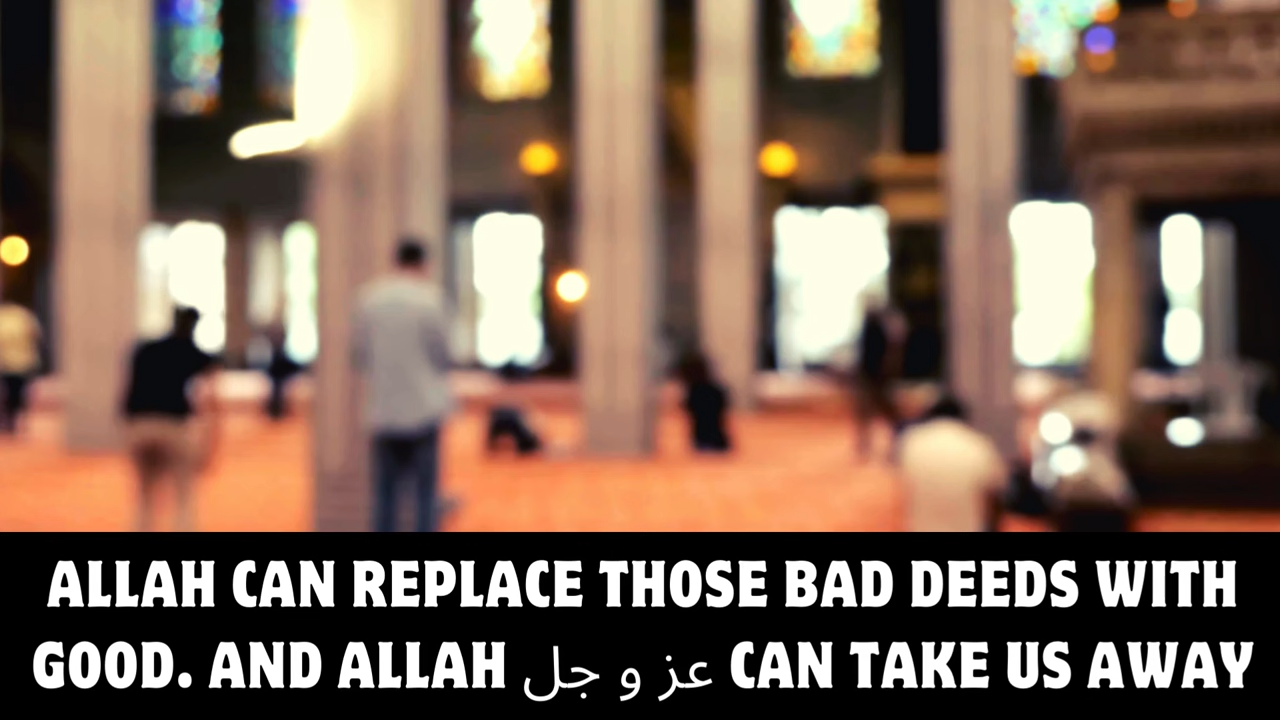 ALLAH CAN REPLACE THOSE BAD DEEDS WITH
GOOD. AND ALLAH عز و جل CAN TAKE US AWAY